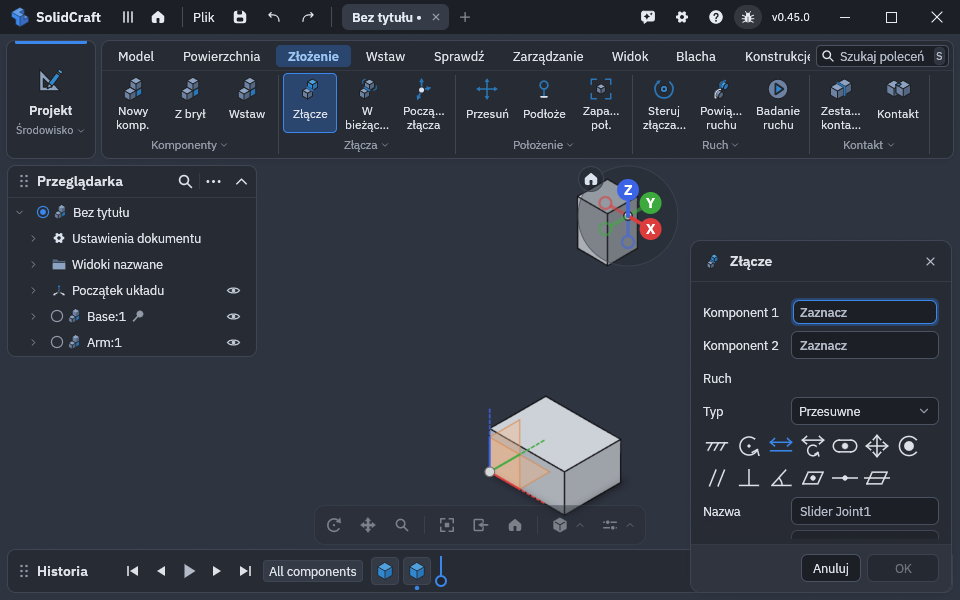 SolidCraft
Plik
Bez tytułu •
v0.45.0
Projekt
Środowisko
Model
Powierzchnia
Złożenie
Wstaw
Sprawdź
Zarządzanie
Widok
Blacha
Konstrukcje
Szukaj poleceń
S
Nowy komp.
Z brył
Wstaw
Złącze
W bieżąc...
Począ... złącza
Przesuń
Podłoże
Zapa... poł.
Steruj złącza...
Powią... ruchu
Badanie ruchu
Zesta... konta...
Kontakt
Komponenty
Złącza
Położenie
Ruch
Kontakt
Przeglądarka
Bez tytułu
Ustawienia dokumentu
Widoki nazwane
Początek układu
Base:1
Arm:1
Z
Y
X
Złącze
Komponent 1
Zaznacz
Komponent 2
Zaznacz
Ruch
Typ
Przesuwne
Nazwa
Slider Joint1
Anuluj
OK
Historia
All components